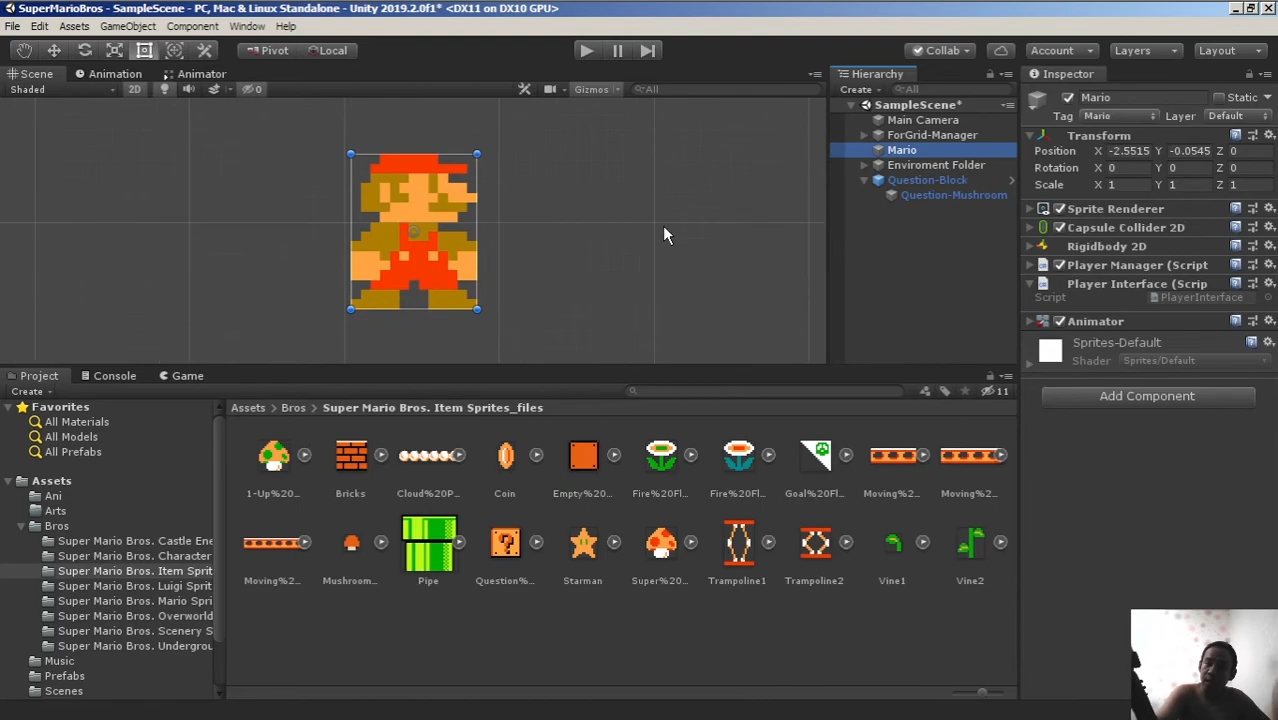 SuperMarioBros - SampleScene - PC, Mac & Linux Standalone - Unity 2019.2.0f1* <DX11 on DX10 GPU>
File Edit Assets GameObject Component Window Help
Pivot Local Collab Account Layers Layout
Scene Animation Animator
Shaded 2D 0 Gizmos All
Hierarchy
Create All
SampleScene*
Main Camera
ForGrid-Manager
Mario
Enviroment Folder
Question-Block
Question-Mushroom
Inspector
Mario Static
Tag Mario Layer Default
Transform
Position X -2.5515 Y -0.0545 Z 0
Rotation X 0 Y 0 Z 0
Scale X 1 Y 1 Z 1
Sprite Renderer
Capsule Collider 2D
Rigidbody 2D
Player Manager (Script
Player Interface (Scrip
Script PlayerInterface
Animator
Sprites-Default
Shader Sprites/Default
Add Component
Project Console Game
Create 11
Favorites
All Materials
All Models
All Prefabs
Assets
Ani
Arts
Bros
Super Mario Bros. Castle Ene
Super Mario Bros. Character
Super Mario Bros. Item Sprit
Super Mario Bros. Luigi Sprit
Super Mario Bros. Mario Spri
Super Mario Bros. Overworld
Super Mario Bros. Scenery S
Super Mario Bros. Undergrou
Music
Prefabs
Scenes
Assets Bros Super Mario Bros. Item Sprites_files
1-Up%20... Bricks Cloud%20P... Coin Empty%20... Fire%20Fl... Fire%20Fl... Goal%20Fl... Moving%2... Moving%2...
Moving%2... Mushroom... Pipe Question%... Starman Super%20... Trampoline1 Trampoline2 Vine1 Vine2